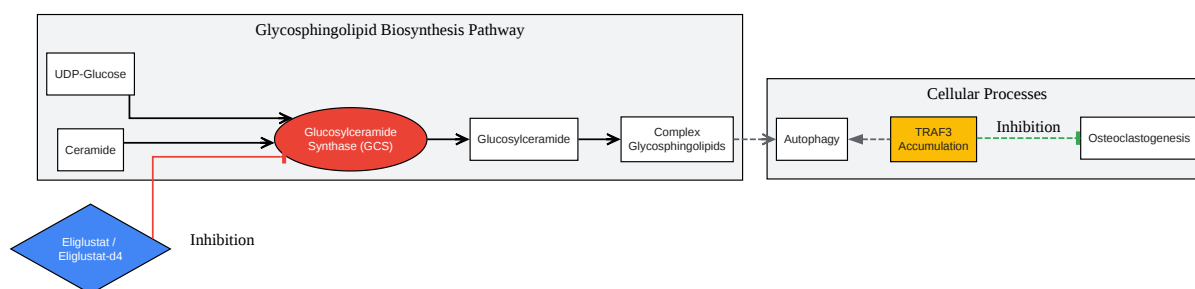 Glycosphingolipid Biosynthesis Pathway
UDP-Glucose
Ceramide
Glucosylceramide
Synthase (GCS)
Glucosylceramide
Complex
Glycosphingolipids
Cellular Processes
Autophagy
TRAF3
Accumulation
Inhibition
Osteoclastogenesis
Eliglustat /
Eliglustat-d4
Inhibition